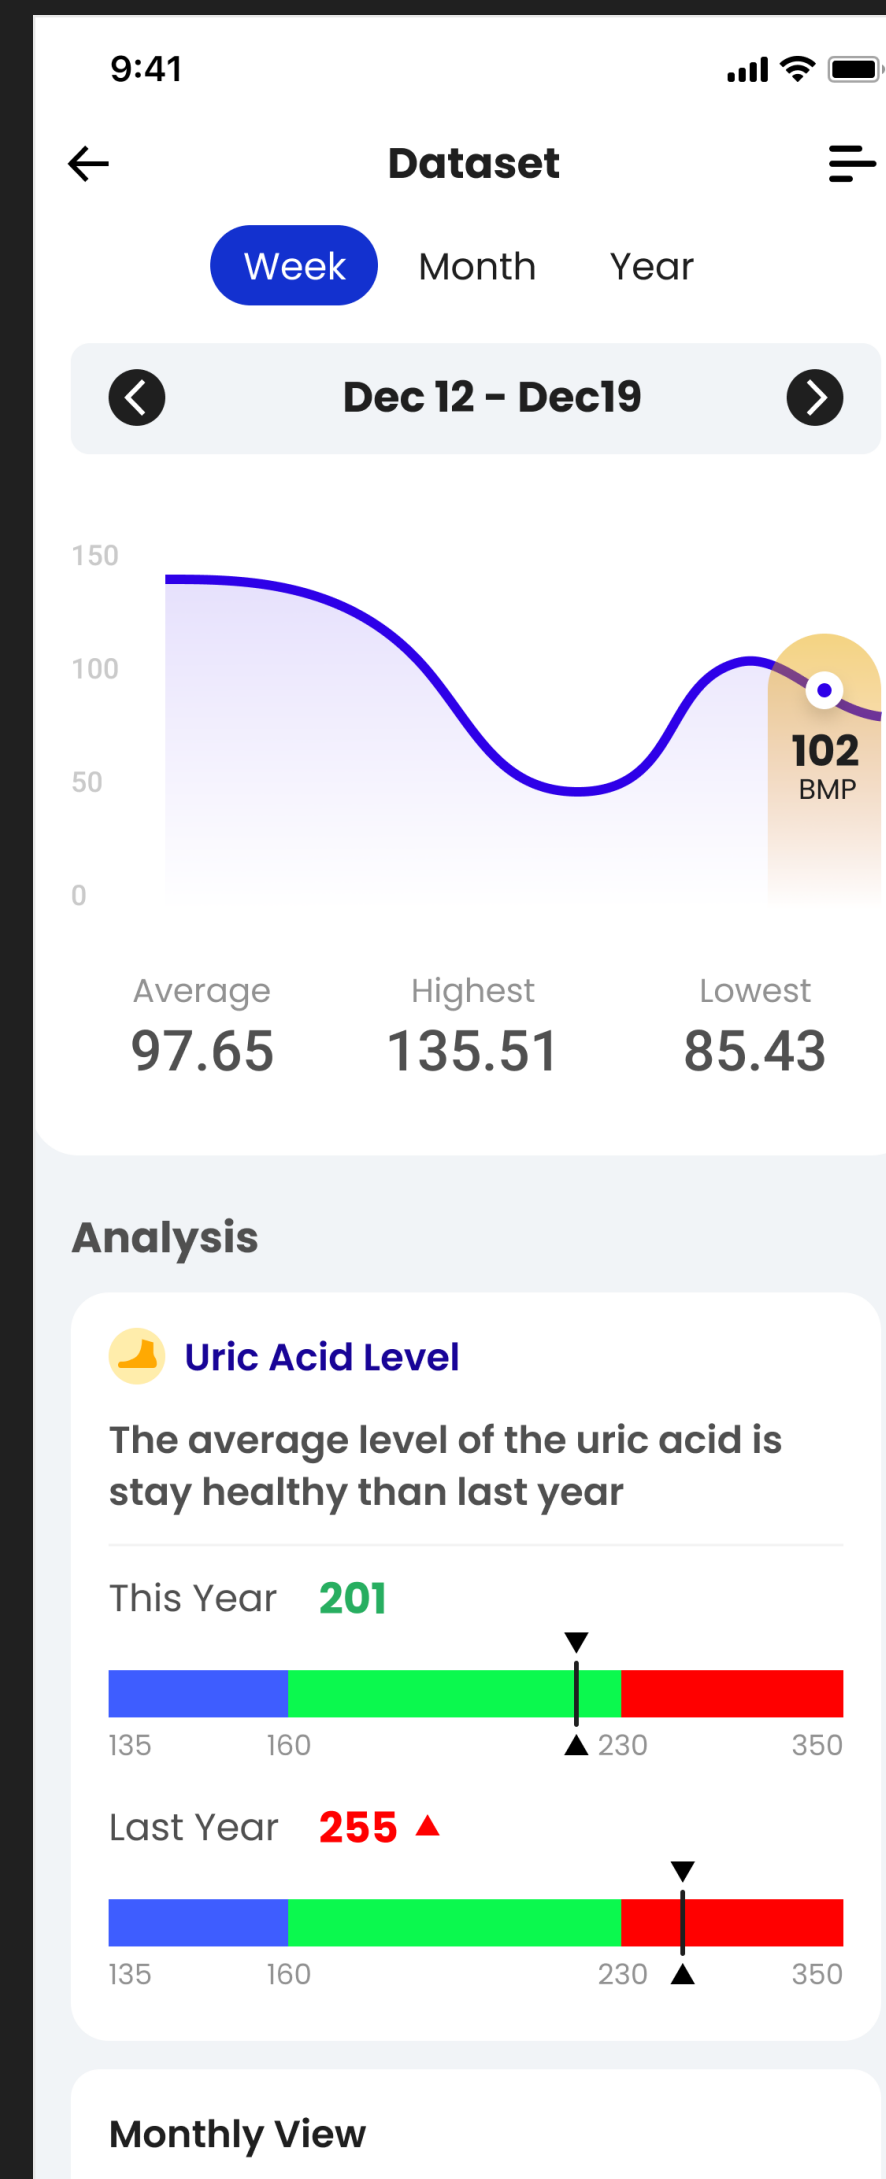 9:41
Dataset
Week Month Year
Dec 12 - Dec19
150
100
50
0
102
BMP
Average Highest Lowest
97.65 135.51 85.43
Analysis
Uric Acid Level
The average level of the uric acid is
stay healthy than last year
This Year 201
135 160 230 350
Last Year 255
135 160 230 350
Monthly View